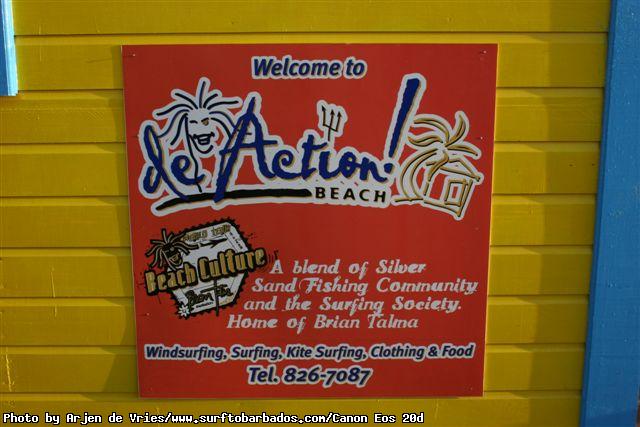 Welcome to
de Action!
BEACH
WORLD TOUR
Beach Culture
A blend of Silver
Sand Fishing Community
and the Surfing Society.
Home of Brian Talma
Windsurfing, Surfing, Kite Surfing, Clothing & Food
Tel. 826-7087
Photo by Arjen de Vries/www.surftobarbados.com/Canon Eos 20d